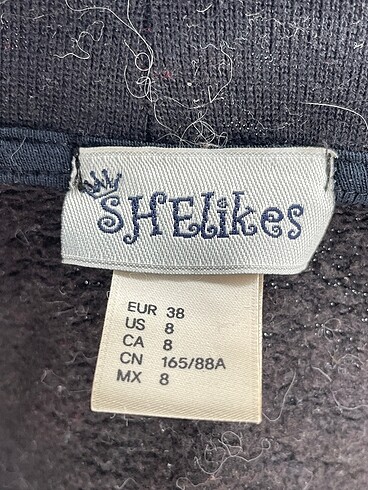 SHElikes
EUR 38
US 8
CA 8
CN 165/88A
MX 8